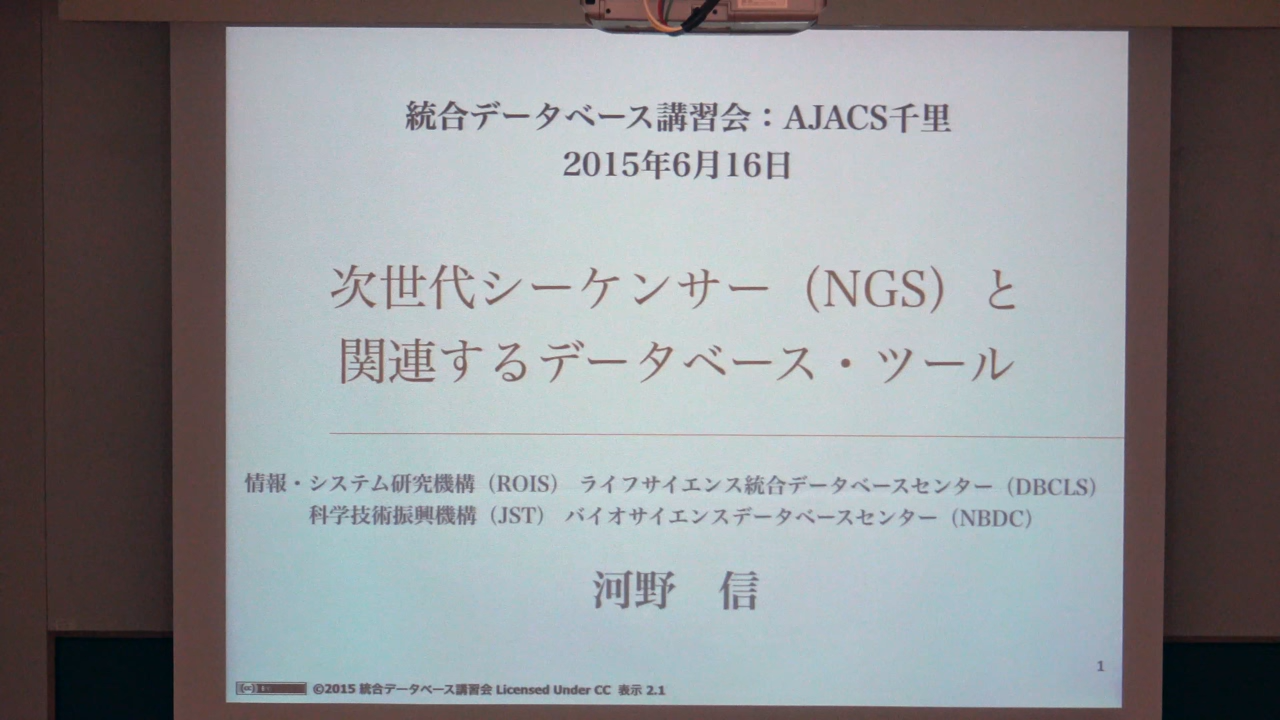 統合データベース講習会：AJACS千里
2015年6月16日
次世代シーケンサー（NGS）と
関連するデータベース・ツール
情報・システム研究機構（ROIS） ライフサイエンス統合データベースセンター（DBCLS）
科学技術振興機構（JST） バイオサイエンスデータベースセンター（NBDC）
河野　信
1
©2015 統合データベース講習会 Licensed Under CC 表示 2.1